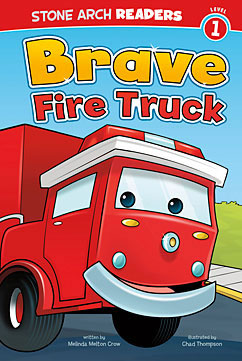 STONE ARCH READERS
LEVEL
1
Brave
Fire Truck
written by
Melinda Melton Crow
illustrated by
Chad Thompson